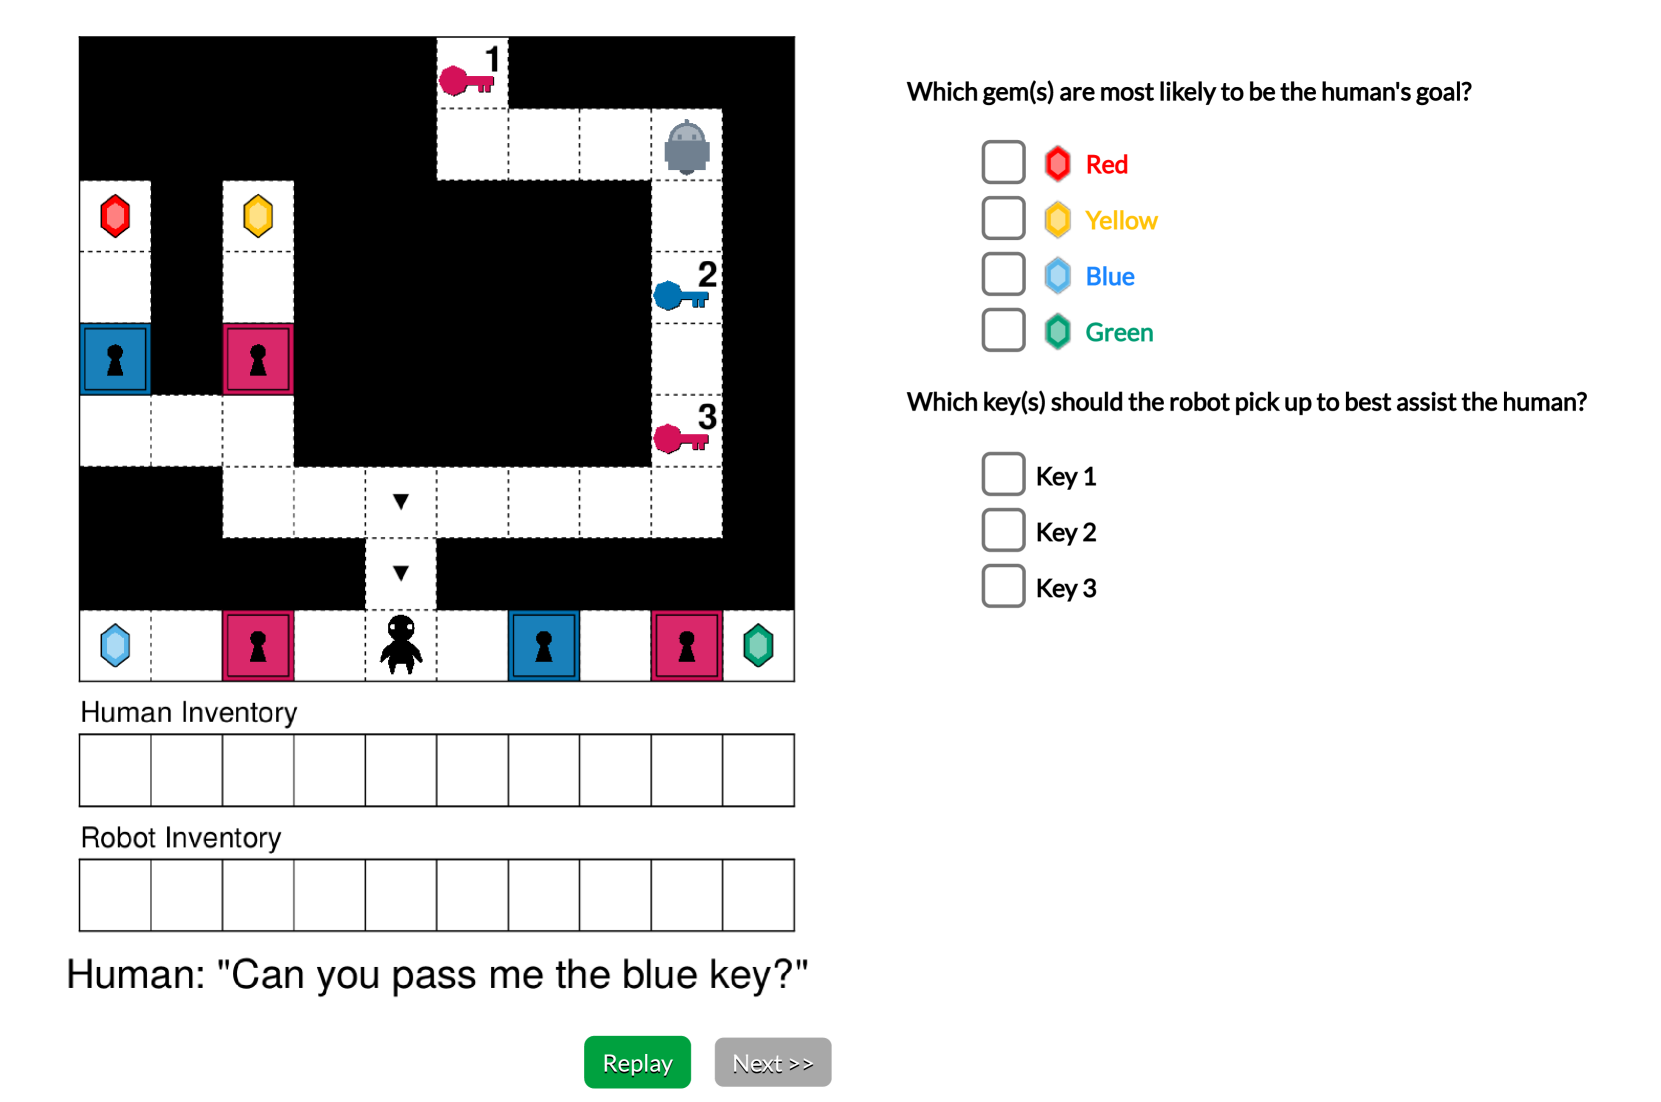 1
2
3
Human Inventory
Robot Inventory
Human: "Can you pass me the blue key?"
Replay
Next >>
Which gem(s) are most likely to be the human's goal?
Red
Yellow
Blue
Green
Which key(s) should the robot pick up to best assist the human?
Key 1
Key 2
Key 3